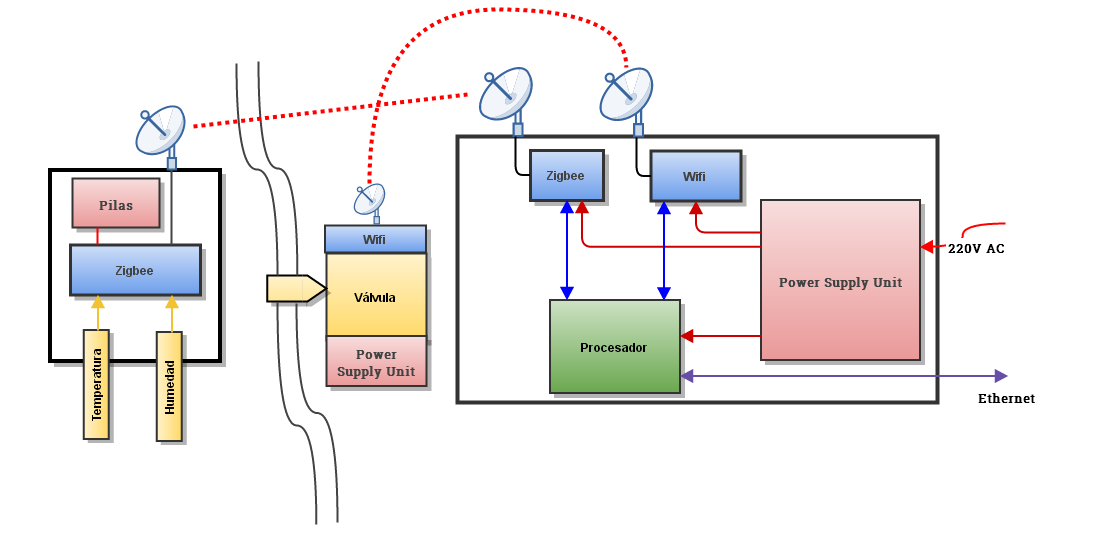 Pilas
Zigbee
Temperatura
Humedad
Wifi
Válvula
Power
Supply Unit
Zigbee
Wifi
Power Supply Unit
220V AC
Procesador
Ethernet